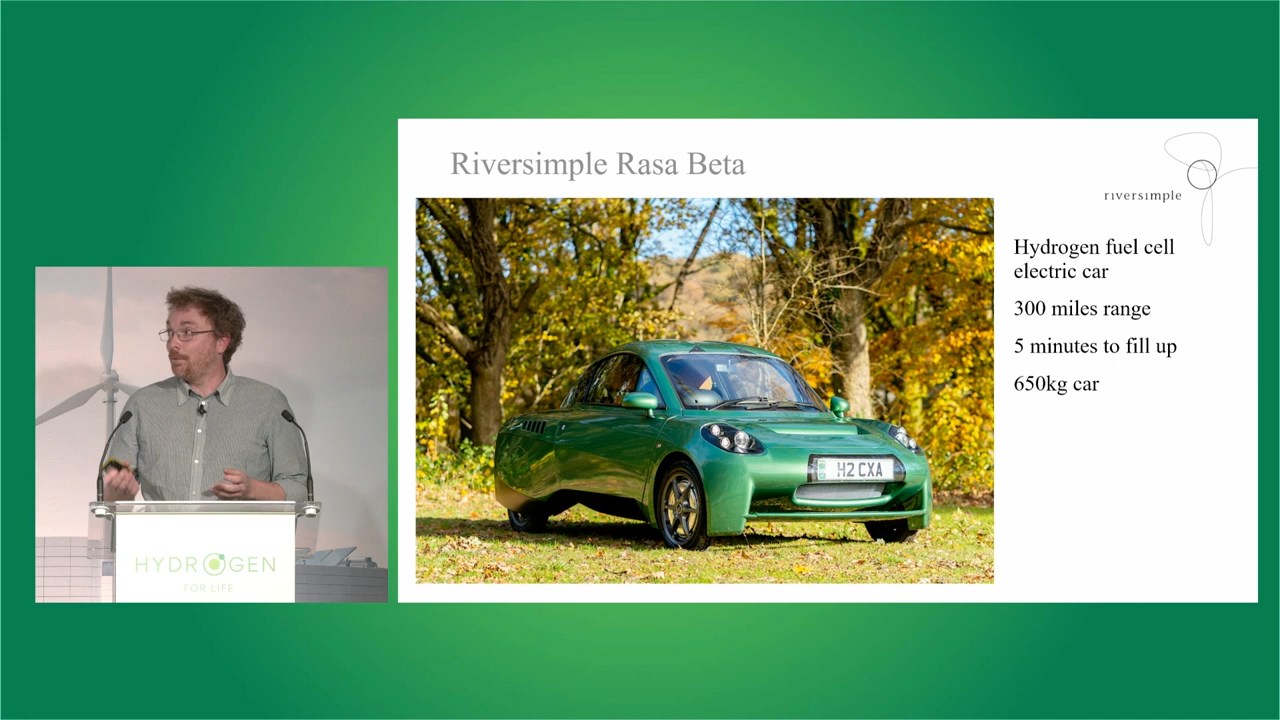 Riversimple Rasa Beta
riversimple
Hydrogen fuel cell
electric car
300 miles range
5 minutes to fill up
650kg car
H2 CXA
HYDROGEN
FOR LIFE